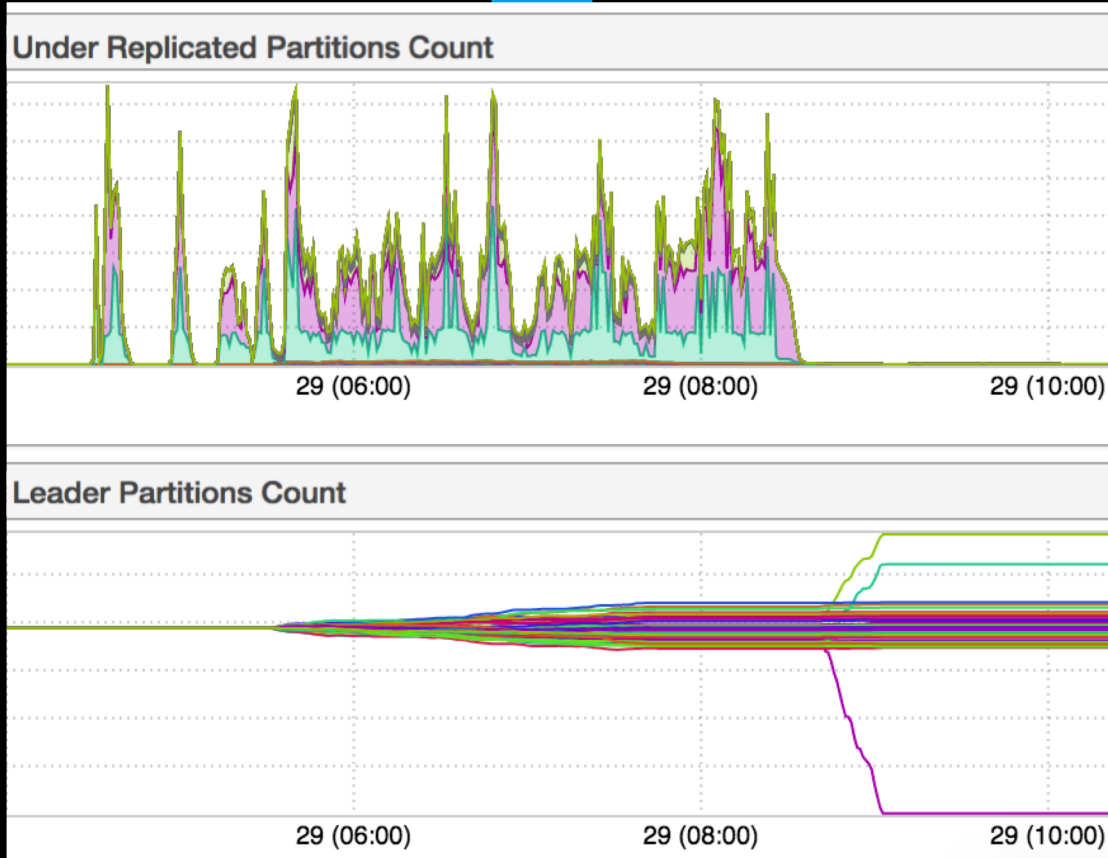 Under Replicated Partitions Count
29 (06:00) 29 (08:00) 29 (10:00)
Leader Partitions Count
29 (06:00) 29 (08:00) 29 (10:00)